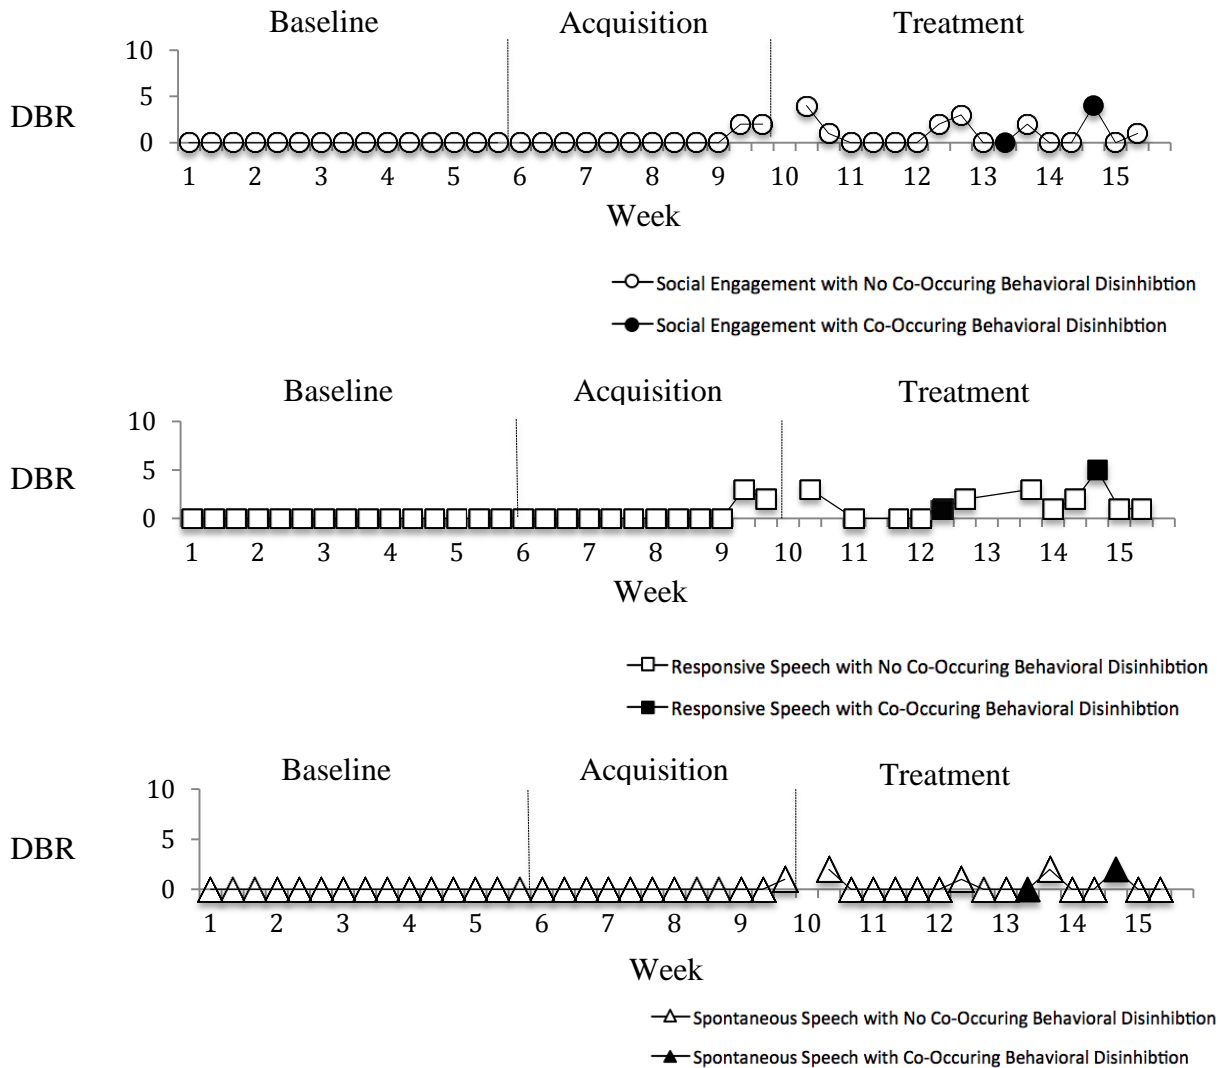 Baseline Acquisition Treatment
10
5
0
DBR
1 2 3 4 5 6 7 8 9 10 11 12 13 14 15
Week
Social Engagement with No Co-Occuring Behavioral Disinhibtion
Social Engagement with Co-Occuring Behavioral Disinhibtion
Baseline Acquisition Treatment
10
5
0
DBR
1 2 3 4 5 6 7 8 9 10 11 12 13 14 15
Week
Responsive Speech with No Co-Occuring Behavioral Disinhibtion
Responsive Speech with Co-Occuring Behavioral Disinhibtion
Baseline Acquisition Treatment
10
5
0
DBR
1 2 3 4 5 6 7 8 9 10 11 12 13 14 15
Week
Spontaneous Speech with No Co-Occuring Behavioral Disinhibtion
Spontaneous Speech with Co-Occuring Behavioral Disinhibtion